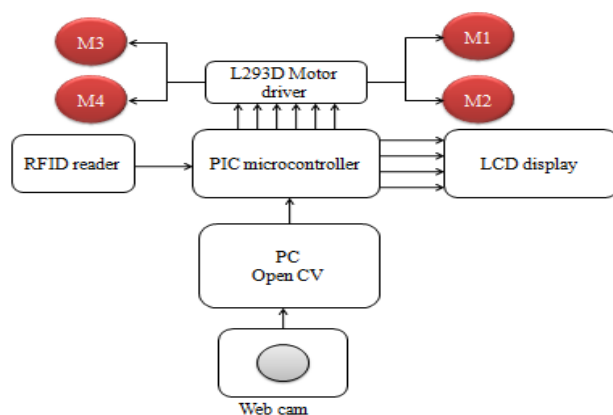 M3
M1
L293D Motor
driver
M4
M2
RFID reader
PIC microcontroller
LCD display
PC
Open CV
Web cam